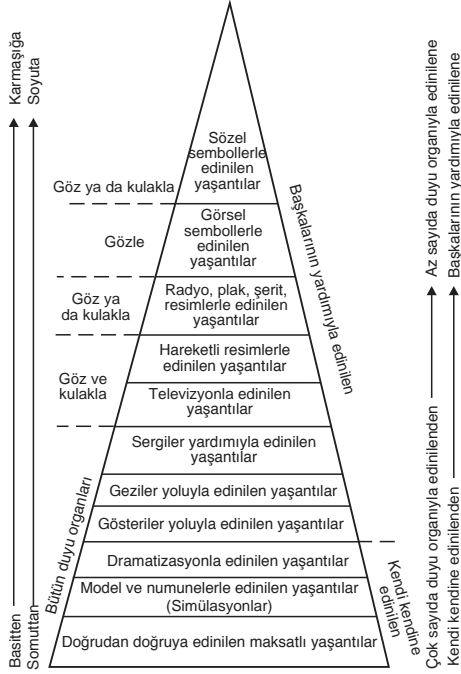 Karmaşığa
Soyuta
Basitten
Somuttan
Göz ya da kulakla
Gözle
Göz ya
da kulakla
Göz ve
kulakla
Bütün duyu organları
Sözel
sembollerle
edinilen
yaşantılar
Görsel
sembollerle
edinilen
yaşantılar
Radyo, plak, şerit,
resimlerle edinilen
yaşantılar
Hareketli resimlerle
edinilen yaşantılar
Televizyonla edinilen
yaşantılar
Sergiler yardımıyla edinilen
yaşantılar
Geziler yoluyla edinilen yaşantılar
Gösteriler yoluyla edinilen yaşantılar
Dramatizasyonla edinilen yaşantılar
Model ve numunelerle edinilen yaşantılar
(Simülasyonlar)
Doğrudan doğruya edinilen maksatlı yaşantılar
Başkalarının yardımıyla edinilen
Kendi kendine
edinilen
Az sayıda duyu organıyla edinilene
Başkalarının yardımıyla edinilene
Çok sayıda duyu organıyla edinilenden
Kendi kendine edinilenden